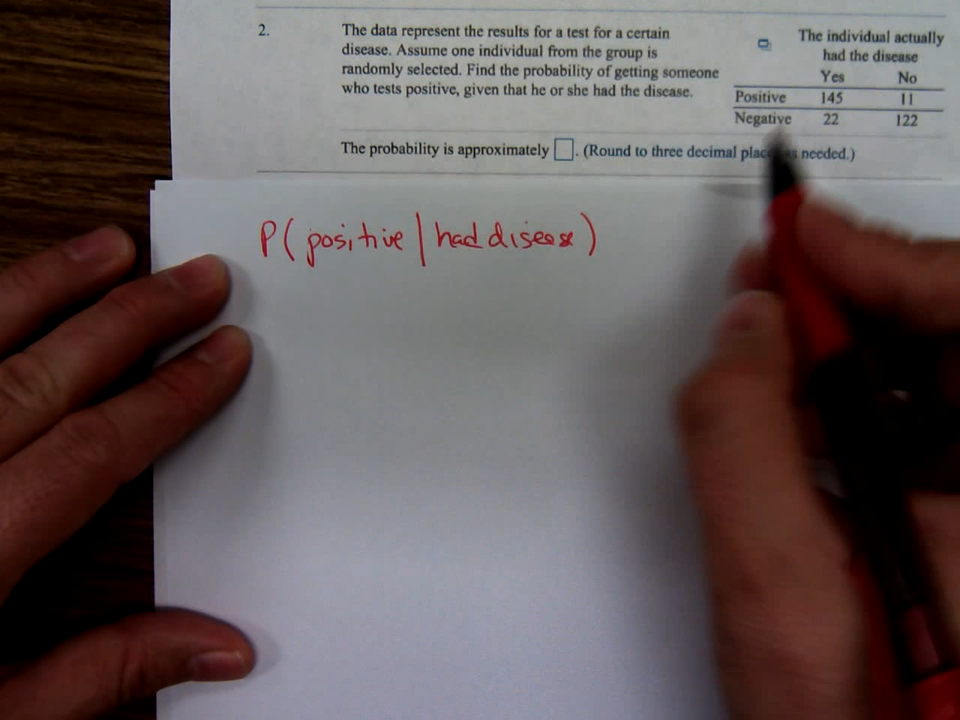 2.
The data represent the results for a test for a certain
disease. Assume one individual from the group is
randomly selected. Find the probability of getting someone
who tests positive, given that he or she had the disease.
The individual actually
had the disease
Yes No
Positive 145 11
Negative 22 122
The probability is approximately . (Round to three decimal needed.)
P(positive | had disease)